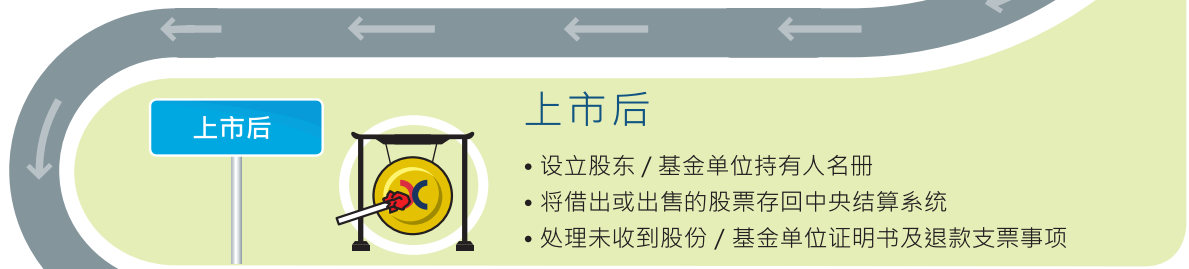 上市后
上市后
• 设立股东 / 基金单位持有人名册
• 将借出或出售的股票存回中央结算系统
• 处理未收到股份 / 基金单位证明书及退款支票事项